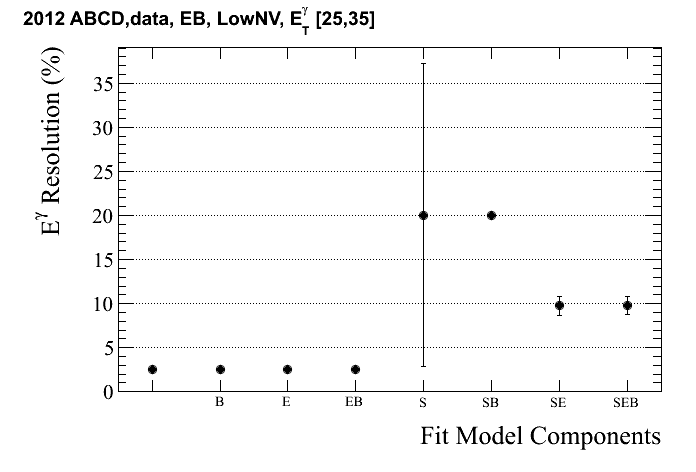 2012 ABCD,data, EB, LowNV, E_T^γ [25,35]
E^γ Resolution (%)
35
30
25
20
15
10
5
0
B E EB S SB SE SEB
Fit Model Components